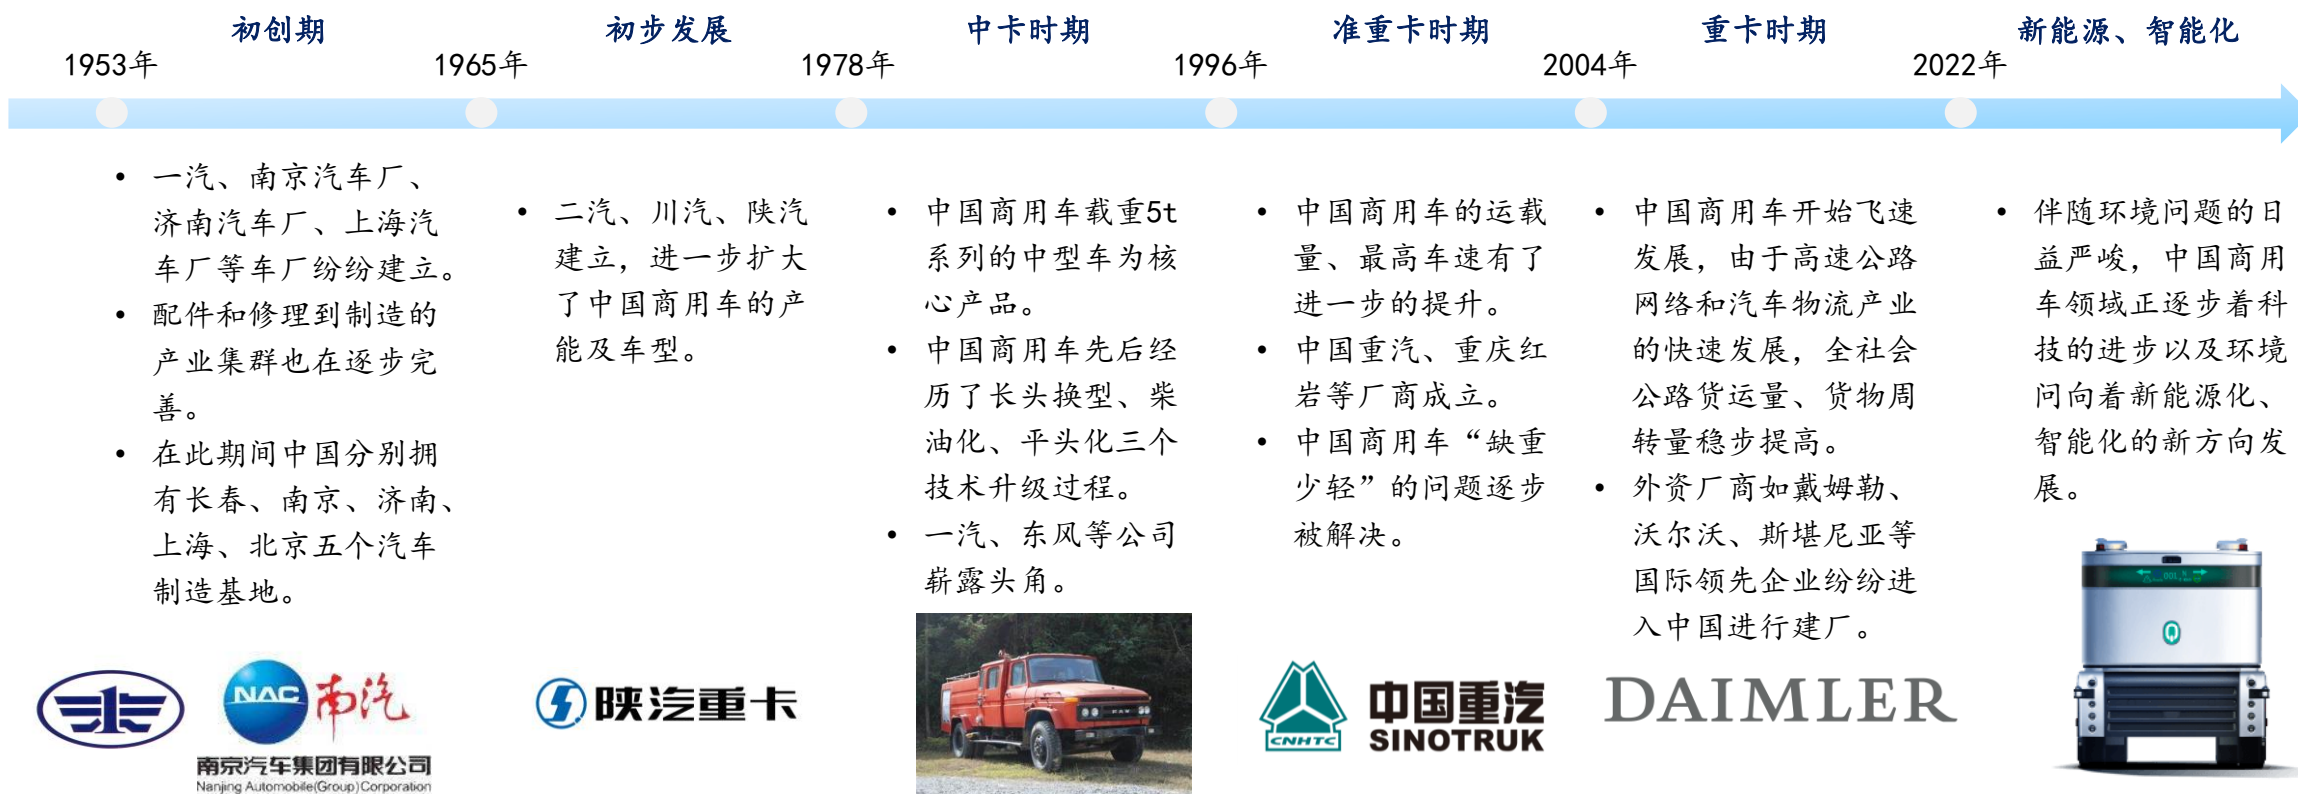 初创期
初步发展
中卡时期
准重卡时期
重卡时期
新能源、智能化
1953年
1965年
1978年
1996年
2004年
2022年
• 一汽、南京汽车厂、
济南汽车厂、上海汽
车厂等车厂纷纷建立。
• 配件和修理到制造的
产业集群也在逐步完
善。
• 在此期间中国分别拥
有长春、南京、济南、
上海、北京五个汽车
制造基地。
• 二汽、川汽、陕汽
建立，进一步扩大
了中国商用车的产
能及车型。
• 中国商用车载重5t
系列的中型车为核
心产品。
• 中国商用车先后经
历了长头换型、柴
油化、平头化三个
技术升级过程。
• 一汽、东风等公司
崭露头角。
• 中国商用车的运载
量、最高车速有了
进一步的提升。
• 中国重汽、重庆红
岩等厂商成立。
• 中国商用车“缺重
少轻”的问题逐步
被解决。
• 中国商用车开始飞速
发展，由于高速公路
网络和汽车物流产业
的快速发展，全社会
公路货运量、货物周
转量稳步提高。
• 外资厂商如戴姆勒、
沃尔沃、斯堪尼亚等
国际领先企业纷纷进
入中国进行建厂。
• 伴随环境问题的日
益严峻，中国商用
车领域正逐步着科
技的进步以及环境
问向着新能源化、
智能化的新方向发
展。
NAC 南汽
南京汽车集团有限公司
Nanjing Automobile(Group)Corporation
陕汽重卡
FAW
CNHTC
中国重汽
SINOTRUK
DAIMLER